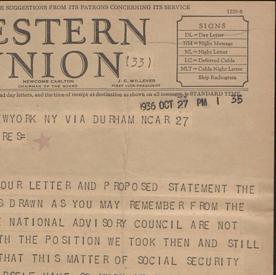 SUGGESTIONS FROM ITS PATRONS CONCERNING ITS SERVICE
1220-S
ESTERN
UNION
(33)
NEWCOMB CARLTON
CHAIRMAN OF THE BOARD
J. C. WILLEVER
FIRST VICE-PRESIDENT
SIGNS
DL = Day Letter
NM = Night Message
NL = Night Letter
LC = Deferred Cable
NLT = Cable Night Letter
Ship Radiogram
and day letters, and the time of receipt at destination as shown on all messages, is STANDARD TIME.
1936 OCT 27 PM 1 35
EWYORK NY VIA DURHAM NCAR 27
RES=
OUR LETTER AND PROPOSED STATEMENT THE
S DRAWN AS YOU MAY REMEMBER FROM THE
E NATIONAL ADVISORY COUNCIL ARE NOT
TH THE POSITION WE TOOK THEN AND STILL
THAT THIS MATTER OF SOCIAL SECURITY